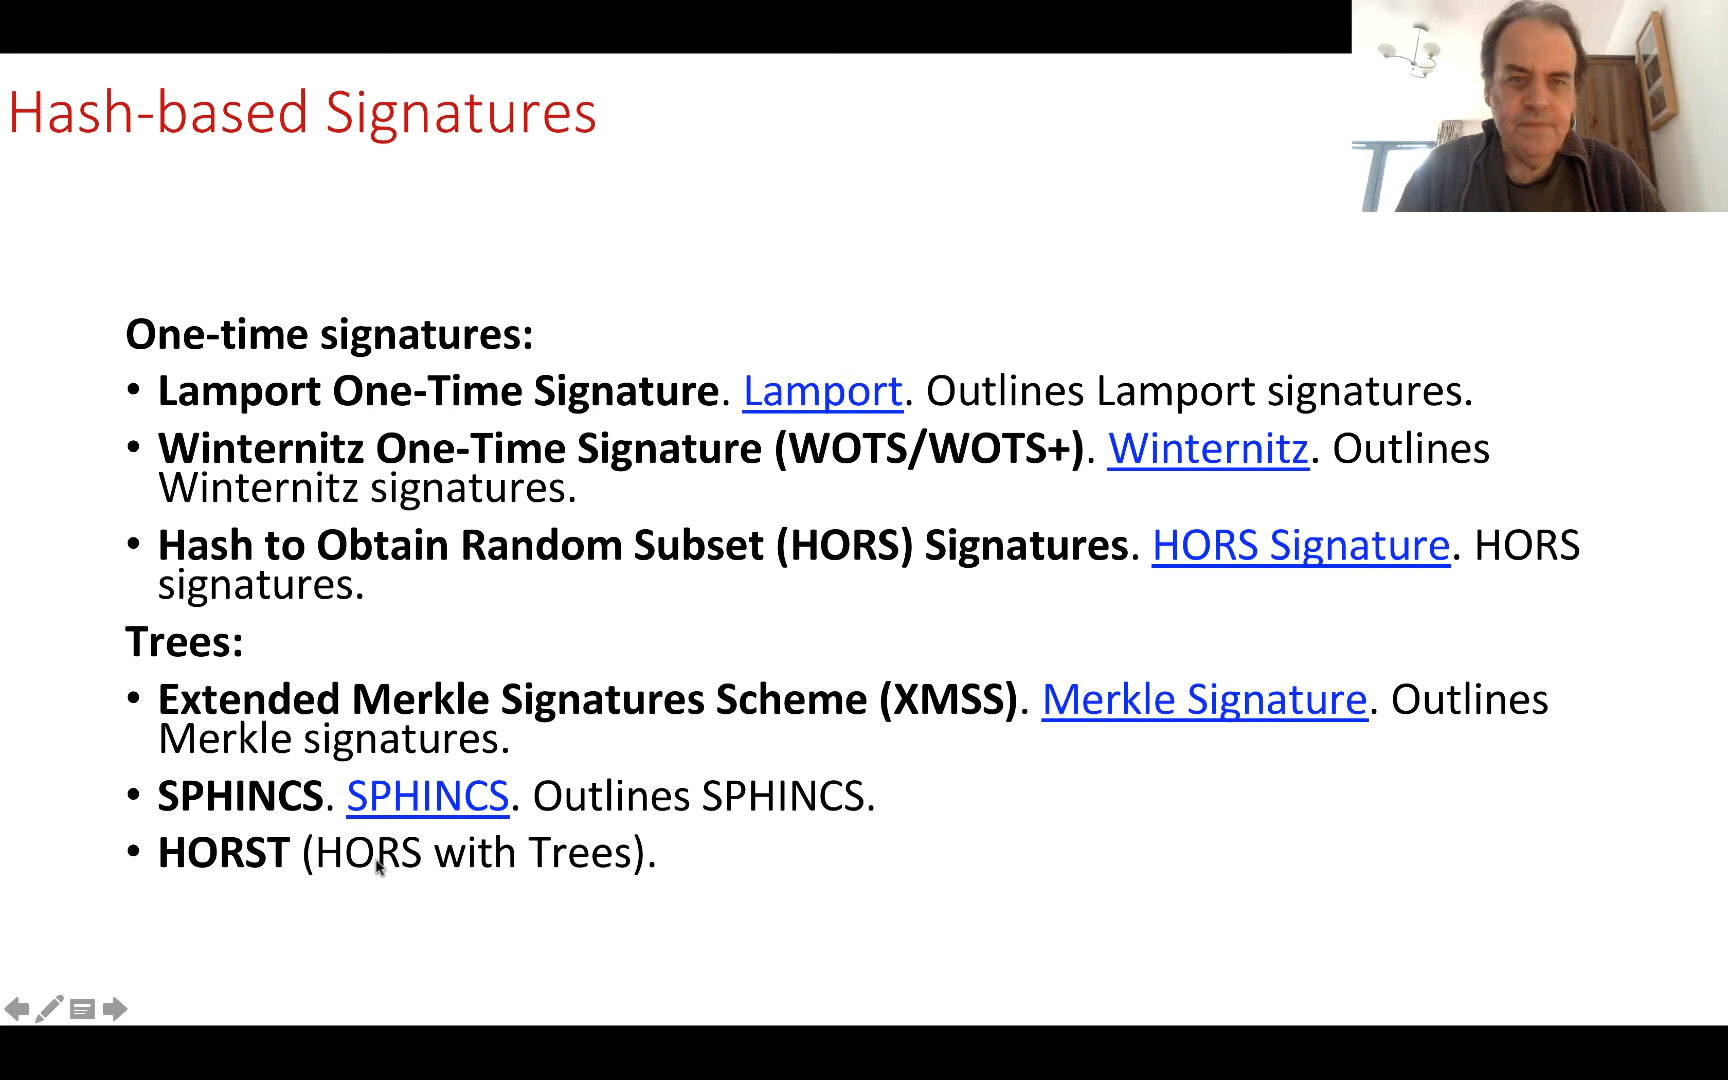 Hash-based Signatures
One-time signatures:
• Lamport One-Time Signature. Lamport. Outlines Lamport signatures.
• Winternitz One-Time Signature (WOTS/WOTS+). Winternitz. Outlines
Winternitz signatures.
• Hash to Obtain Random Subset (HORS) Signatures. HORS Signature. HORS
signatures.
Trees:
• Extended Merkle Signatures Scheme (XMSS). Merkle Signature. Outlines
Merkle signatures.
• SPHINCS. SPHINCS. Outlines SPHINCS.
• HORST (HORS with Trees).